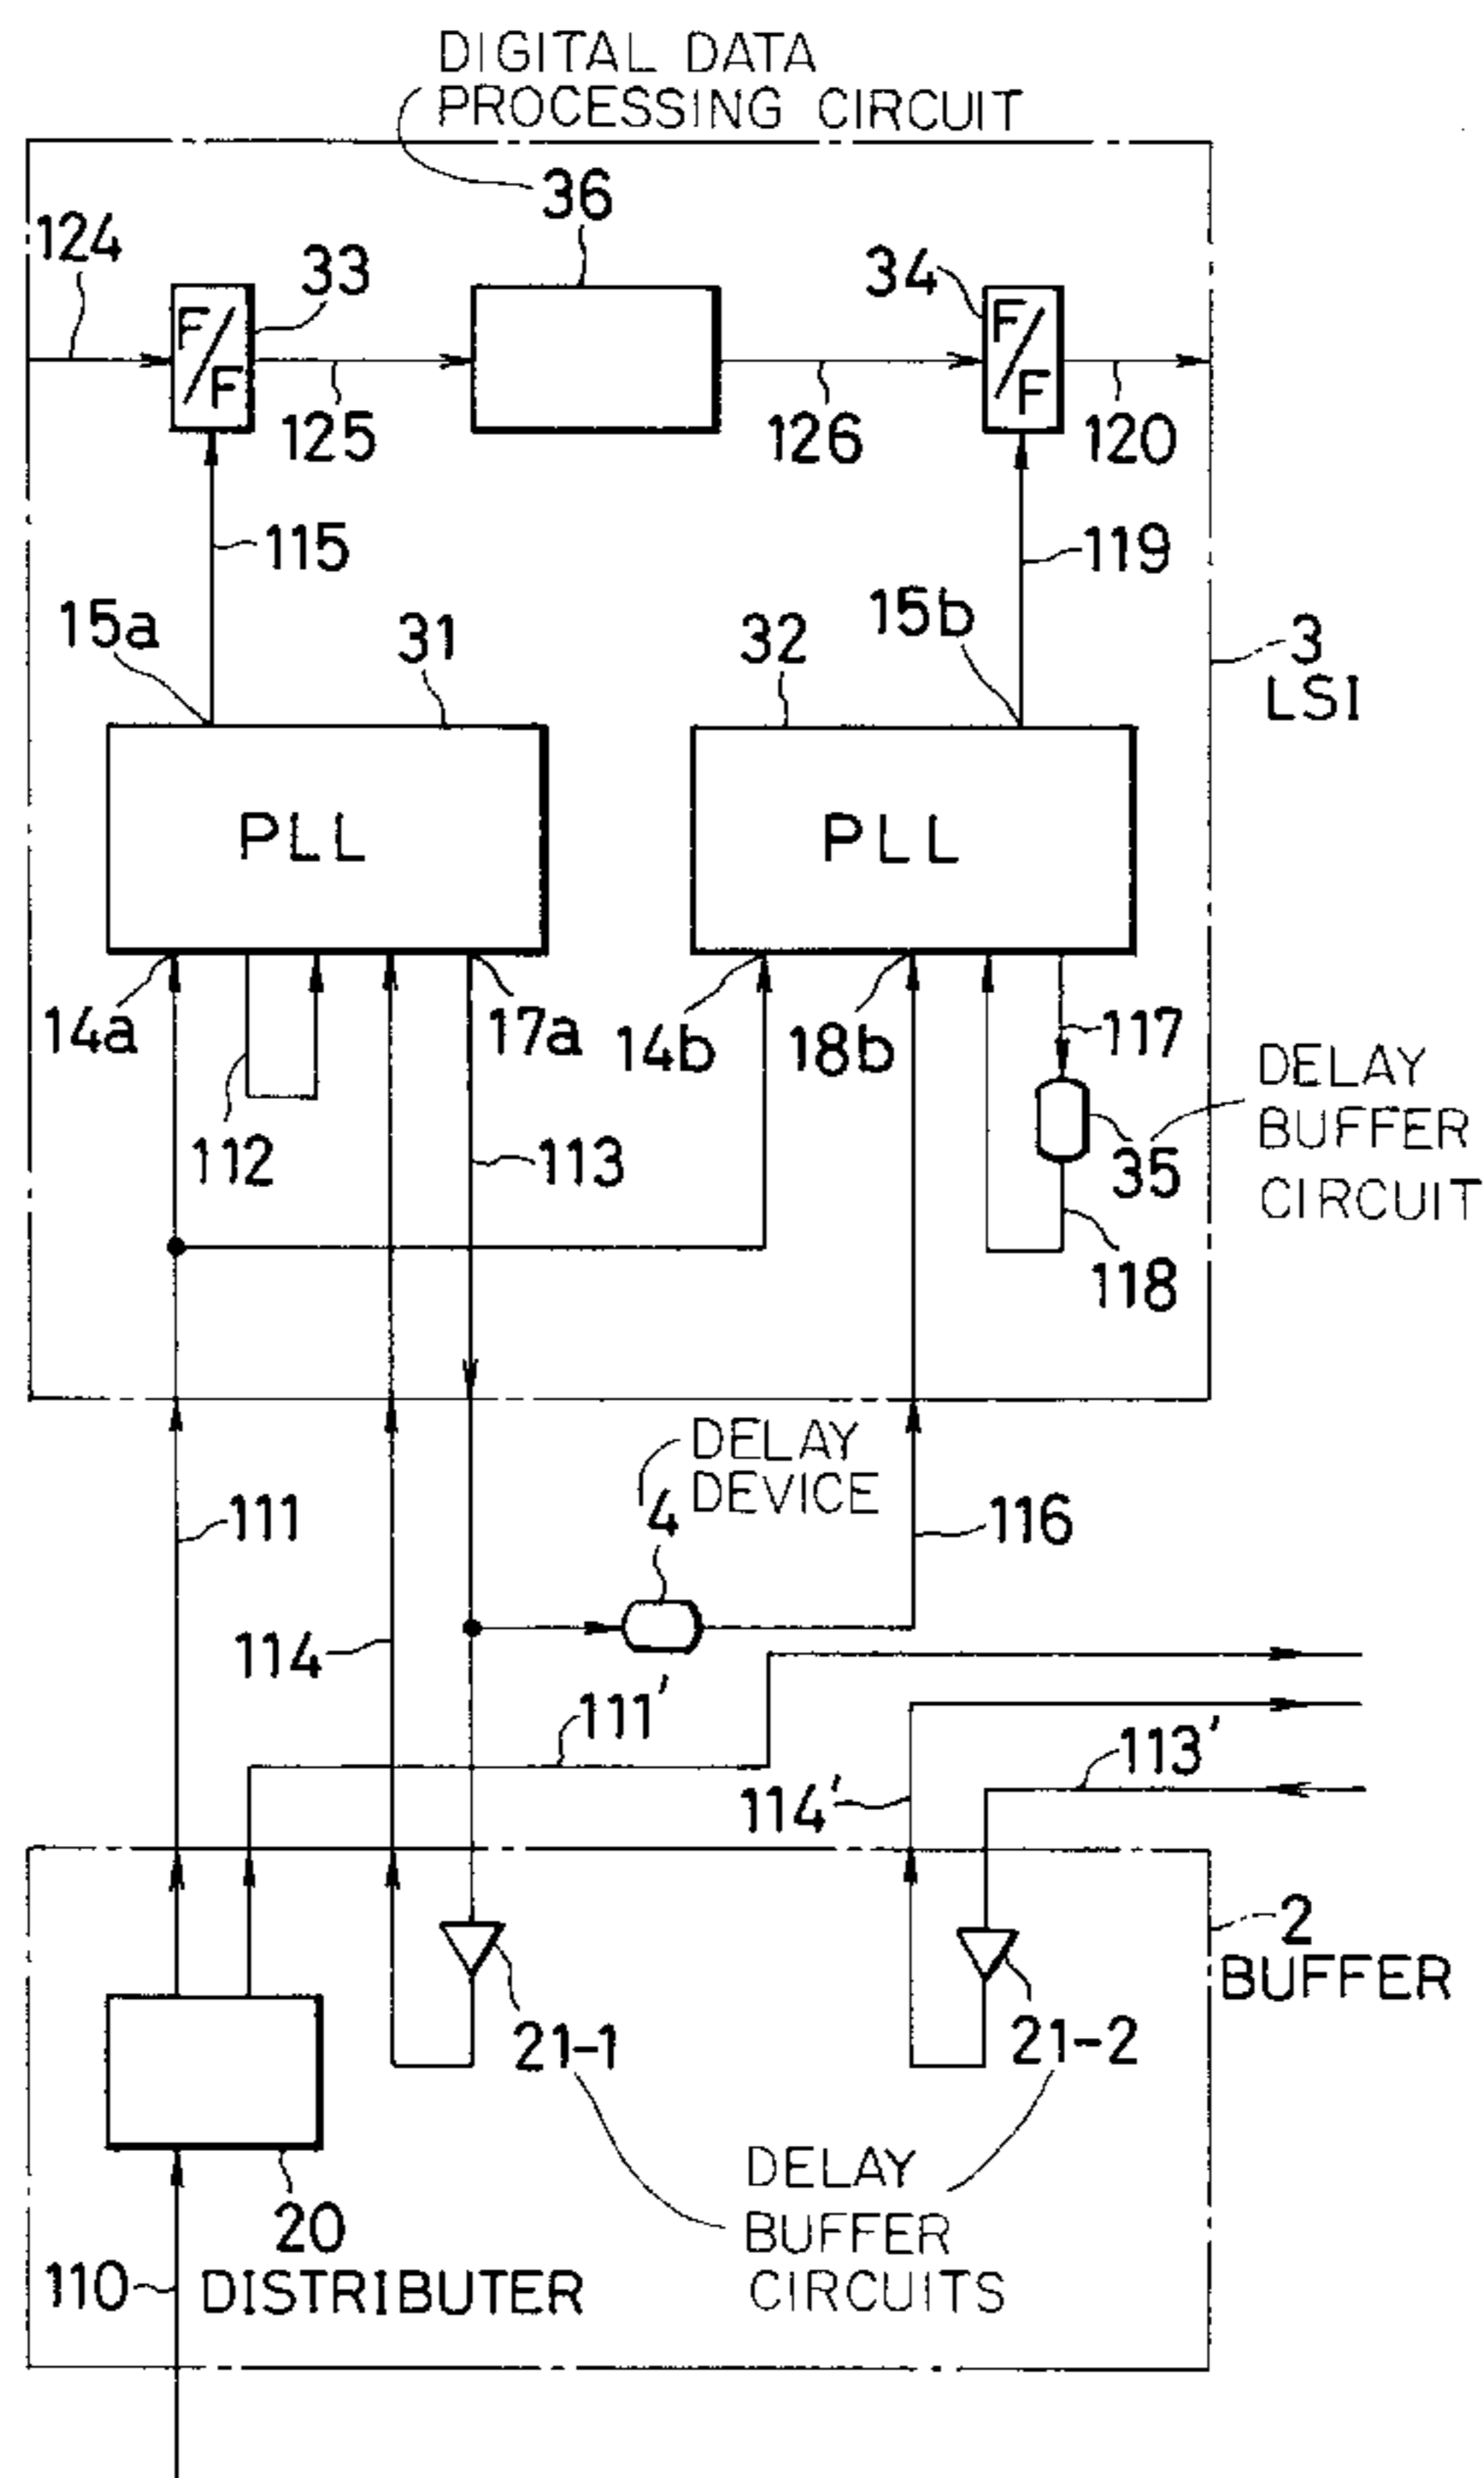 DIGITAL DATA
PROCESSING CIRCUIT
36
124
33
34
F/F
F/F
125
126
120
115
119
15a
31
32
15b
3
LSI
PLL
PLL
14a
17a
14b
18b
117
DELAY
BUFFER
CIRCUIT
35
112
113
118
DELAY
DEVICE
4
111
116
114
111'
113'
114'
2
BUFFER
21-1
21-2
20
DISTRIBUTER
DELAY
BUFFER
CIRCUITS
110